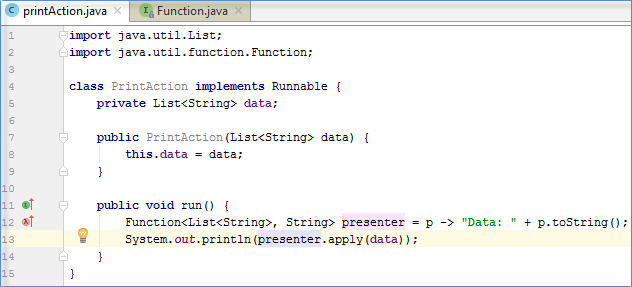 printAction.java Function.java
1 import java.util.List;
2 import java.util.function.Function;
3
4 class PrintAction implements Runnable {
5     private List<String> data;
6
7     public PrintAction(List<String> data) {
8         this.data = data;
9     }
10
11     public void run() {
12         Function<List<String>, String> presenter = p -> "Data: " + p.toString();
13         System.out.println(presenter.apply(data));
14     }
15 }